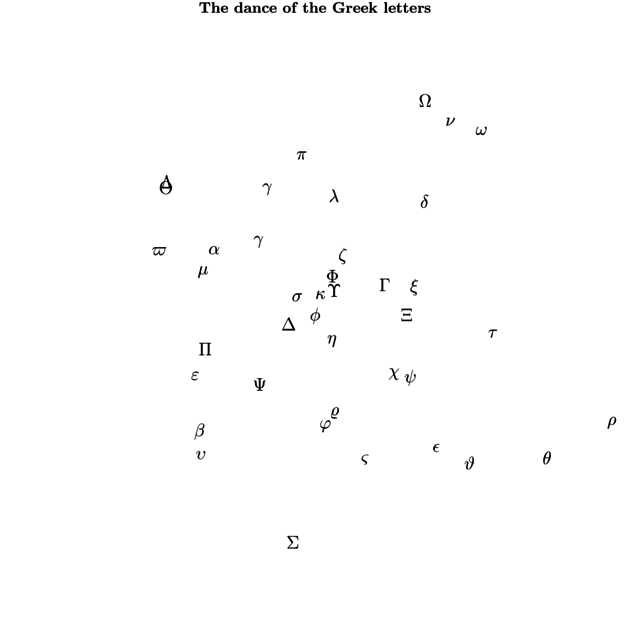 The dance of the Greek letters
Ω
ν
ω
π
Λ
Θ
γ
λ
δ
ϖ
α
γ
ζ
μ
Φ
Γ
ξ
σ
κ
ϒ
ϕ
Ξ
Δ
τ
η
Π
ε
Ψ
χ
ψ
ϱ
φ
ρ
β
υ
ς
ϵ
ϑ
θ
Σ